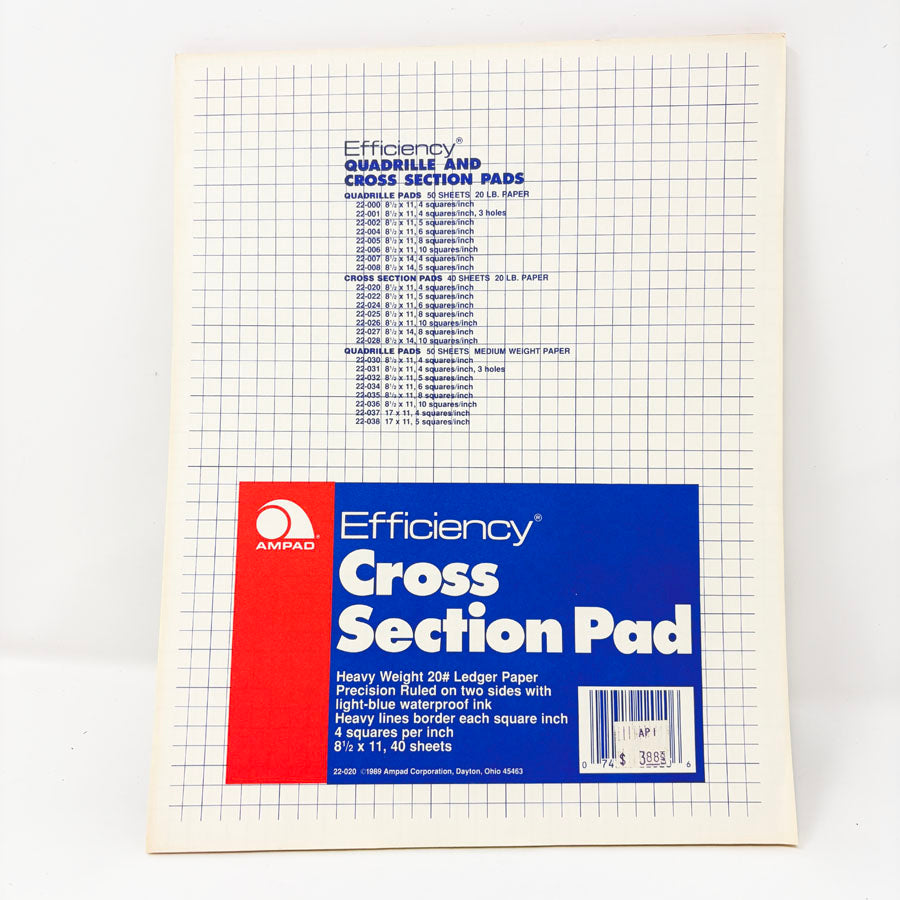 Efficiency®
QUADRILLE AND
CROSS SECTION PADS
QUADRILLE PADS 50 SHEETS 20 LB. PAPER
22-000 8½ x 11, 4 squares/inch
22-001 8½ x 11, 4 squares/inch, 3 holes
22-002 8½ x 11, 5 squares/inch
22-004 8½ x 11, 6 squares/inch
22-005 8½ x 11, 8 squares/inch
22-006 8½ x 11, 10 squares/inch
22-007 8½ x 14, 4 squares/inch
22-008 8½ x 14, 5 squares/inch
CROSS SECTION PADS 40 SHEETS 20 LB. PAPER
22-020 8½ x 11, 4 squares/inch
22-022 8½ x 11, 5 squares/inch
22-024 8½ x 11, 6 squares/inch
22-025 8½ x 11, 8 squares/inch
22-026 8½ x 11, 10 squares/inch
22-027 8½ x 14, 8 squares/inch
22-028 8½ x 14, 10 squares/inch
QUADRILLE PADS 50 SHEETS MEDIUM WEIGHT PAPER
22-030 8½ x 11, 4 squares/inch
22-031 8½ x 11, 4 squares/inch, 3 holes
22-032 8½ x 11, 5 squares/inch
22-034 8½ x 11, 6 squares/inch
22-035 8½ x 11, 8 squares/inch
22-036 8½ x 11, 10 squares/inch
22-037 17 x 11, 4 squares/inch
22-038 17 x 11, 5 squares/inch
AMPAD®
Efficiency®
Cross
Section Pad
Heavy Weight 20# Ledger Paper
Precision Ruled on two sides with
light-blue waterproof ink
Heavy lines border each square inch
4 squares per inch
8½ x 11, 40 sheets
22-020 ©1989 Ampad Corporation, Dayton, Ohio 45463
AP I
$ 388
0 74 6